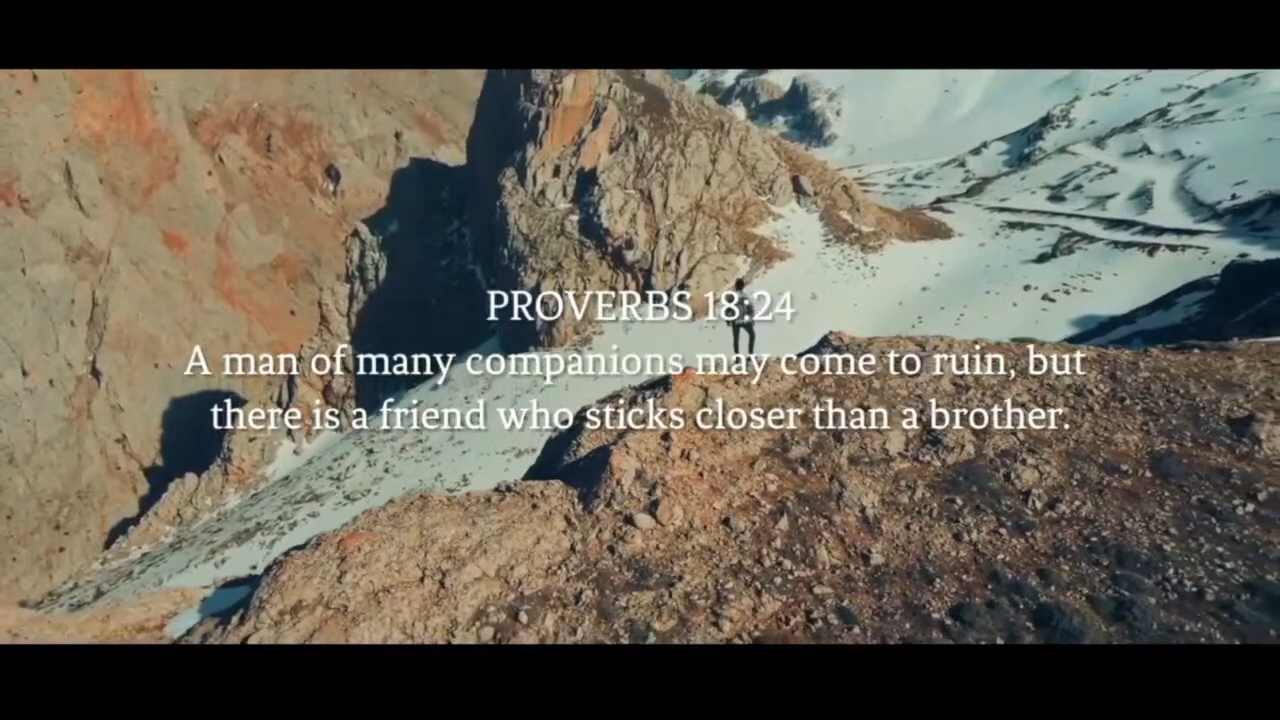 PROVERBS 18:24
A man of many companions may come to ruin, but
there is a friend who sticks closer than a brother.